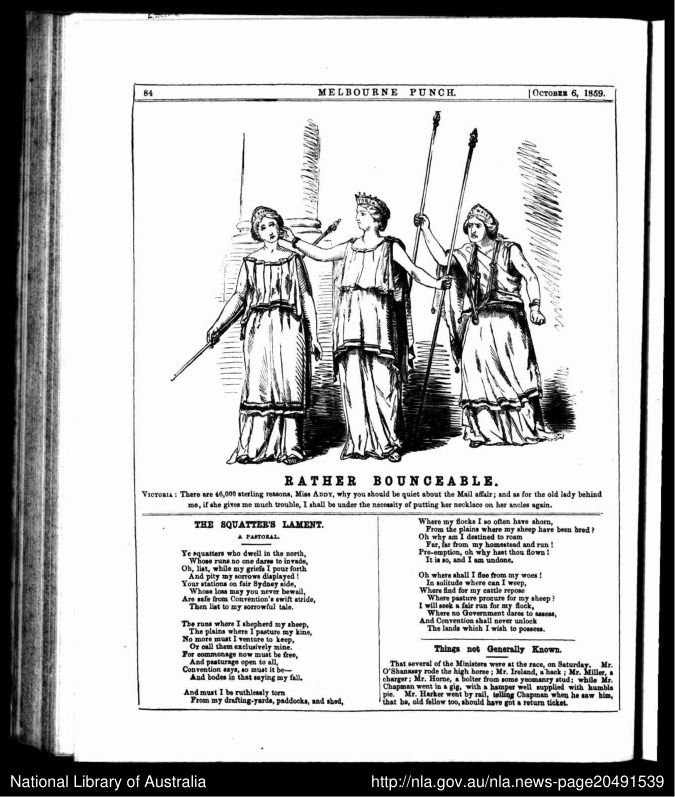 84
MELBOURNE PUNCH.
[OCTOBER 6, 1859.
RATHER BOUNCEABLE.
VICTORIA: There are 46,000 sterling reasons, Miss ADDY, why you should be quiet about the Mail affair; and as for the old lady behind
me, if she gives me much trouble, I shall be under the necessity of putting her necklace on her ancles again.
THE SQUATTER'S LAMENT.
A PASTORAL.
Ye squatters who dwell in the north,
Whose runs no one dares to invade,
Oh, list, while my griefs I pour forth
And pity my sorrows displayed!
Your stations on fair Sydney side,
Whose loss may you never bewail,
Are safe from Convention's swift stride,
Then list to my sorrowful tale.
The runs where I shepherd my sheep,
The plains where I pasture my kine,
No more must I venture to keep,
Or call them exclusively mine.
For commonage now must be free,
And pasturage open to all,
Convention says, so must it be—
And bodes in that saying my fall.
And must I be ruthlessly torn
From my drafting-yards, paddocks, and shed,
Where my flocks I so often have shorn,
From the plains where my sheep have been bred?
Oh why am I destined to roam
Far, far from my homestead and run!
Pre-emption, oh why hast thou flown!
It is so, and I am undone.
Oh where shall I flee from my woes!
In solitude where can I weep,
Where find for my cattle repose
Where pasture procure for my sheep?
I will seek a fair run for my flock,
Where no Government dares to assess,
And Convention shall never unlock
The lands which I wish to possess.
Things not Generally Known.
That several of the Ministers were at the race, on Saturday. Mr.
O'Shanassy rode the high horse; Mr. Ireland, a hack; Mr. Miller, a
charger; Mr. Horne, a bolter from some yeomanry stud; while Mr.
Chapman went in a gig, with a hamper well supplied with humble
pie. Mr. Harker went by rail, telling Chapman when he saw him,
that he, old fellow too, should have got a return ticket.
National Library of Australia
http://nla.gov.au/nla.news-page20491539